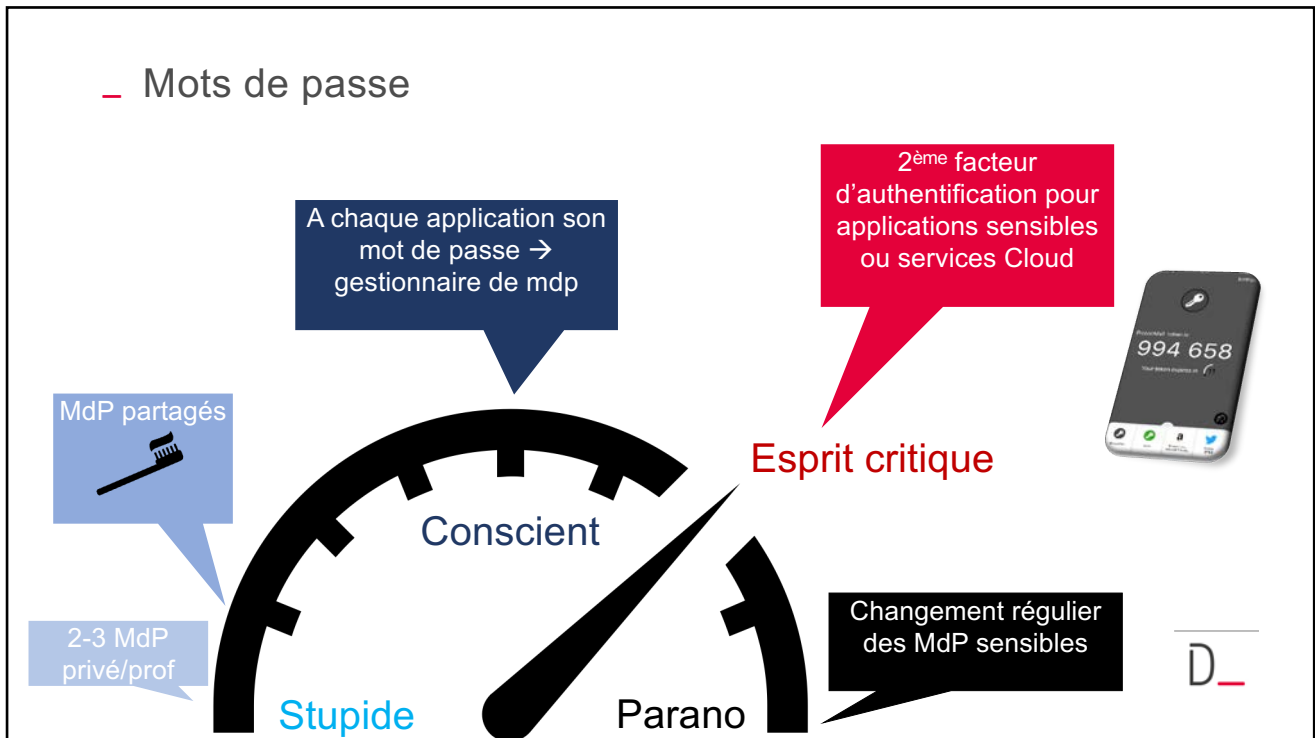 _ Mots de passe
2ème facteur
d'authentification pour
applications sensibles
ou services Cloud
A chaque application son
mot de passe →
gestionnaire de mdp
994 658
MdP partagés
Esprit critique
Conscient
Changement régulier
des MdP sensibles
2-3 MdP
privé/prof
D_
Stupide
Parano